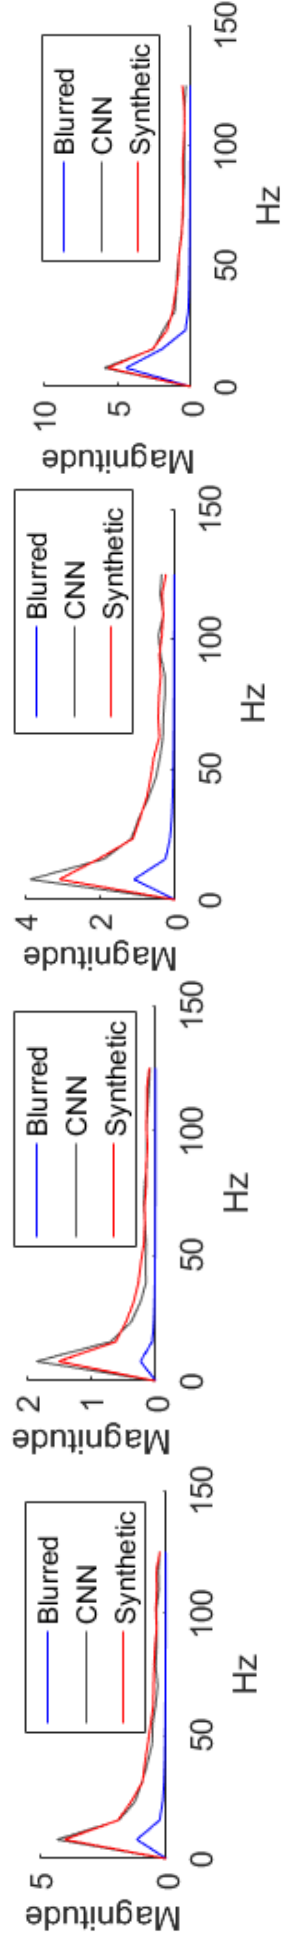 Magnitude
5
0
Blurred
CNN
Synthetic
0 50 100 150
Hz
Magnitude
2
1
0
Blurred
CNN
Synthetic
0 50 100 150
Hz
Magnitude
4
2
0
Blurred
CNN
Synthetic
0 50 100 150
Hz
Magnitude
10
5
0
Blurred
CNN
Synthetic
0 50 100 150
Hz